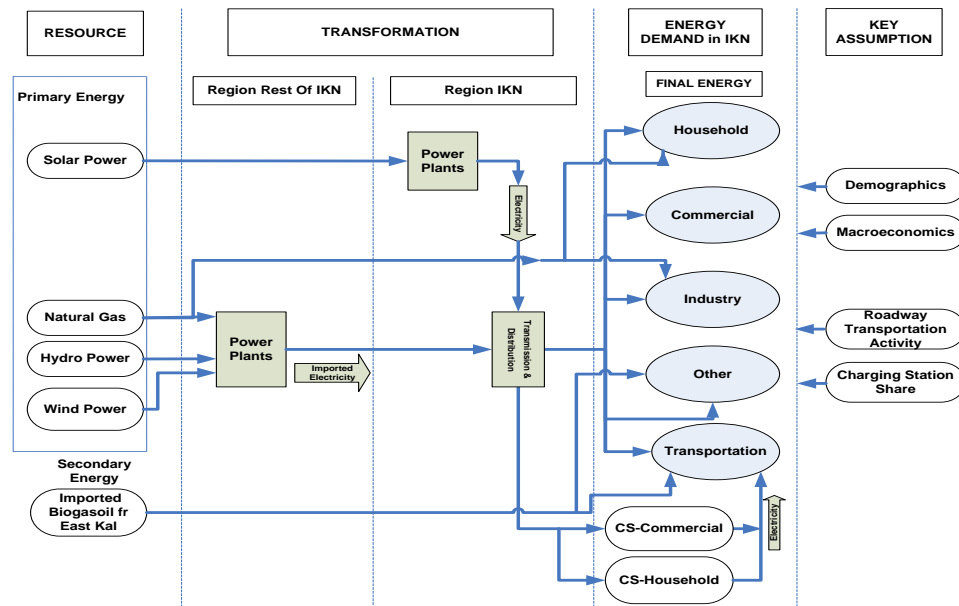 RESOURCE
TRANSFORMATION
ENERGY
DEMAND in IKN
KEY
ASSUMPTION
Primary Energy
Region Rest Of IKN
Region IKN
FINAL ENERGY
Household
Solar Power
Power
Plants
Electricity
Commercial
Demographics
Macroeconomics
Natural Gas
Hydro Power
Wind Power
Power
Plants
Imported
Electricity
Transmission &
Distribution
Industry
Roadway
Transportation
Activity
Other
Charging Station
Share
Transportation
Secondary
Energy
Imported
Biogasoil fr
East Kal
CS-Commercial
CS-Household
Electricity